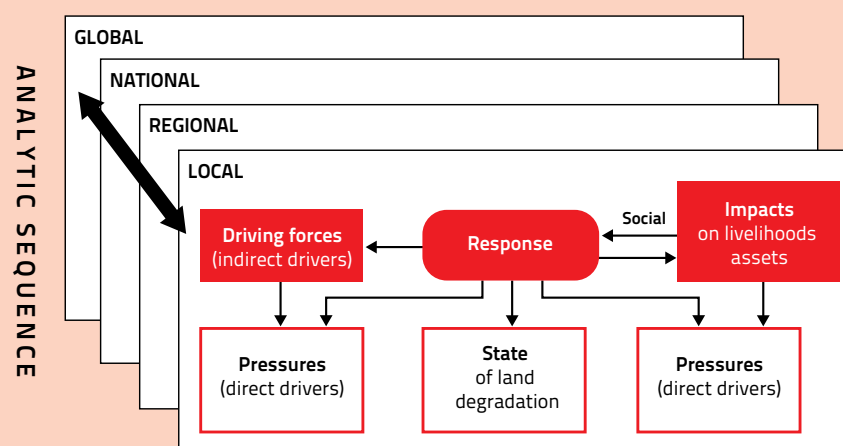 ANALYTIC SEQUENCE
GLOBAL
NATIONAL
REGIONAL
LOCAL
Driving forces
(indirect drivers)
Response
Social
Impacts
on livelihoods
assets
Pressures
(direct drivers)
State
of land
degradation
Pressures
(direct drivers)